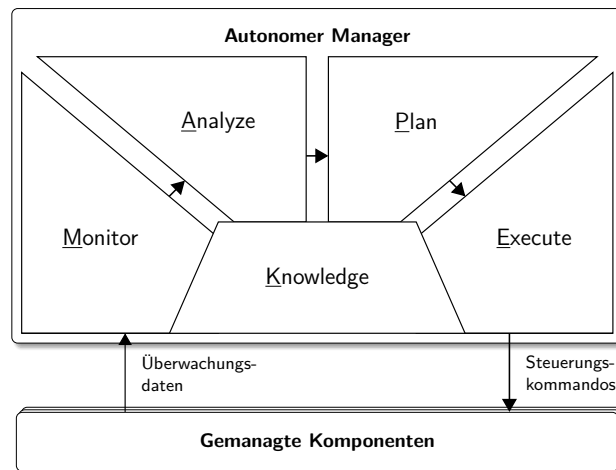 Autonomer Manager
Analyze
Plan
Monitor
Execute
Knowledge
Überwachungs-
daten
Steuerungs-
kommandos
Gemanagte Komponenten